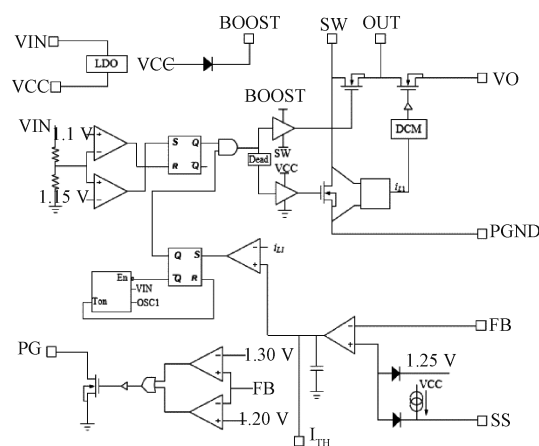 BOOST SW OUT
VIN
LDO
VCC VCC VO
BOOST
DCM
VIN 1.1 V
S Q
R Q
Dead
SW
VCC
iL1
1.15 V
PGND
Q S iL1
Q R
En
VIN
Ton OSC1
FB
PG 1.30 V 1.25 V
FB VCC
1.20 V SS
ITH